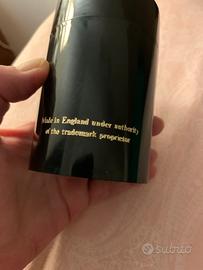 Made in England under authority
of the trademark proprietor
subito